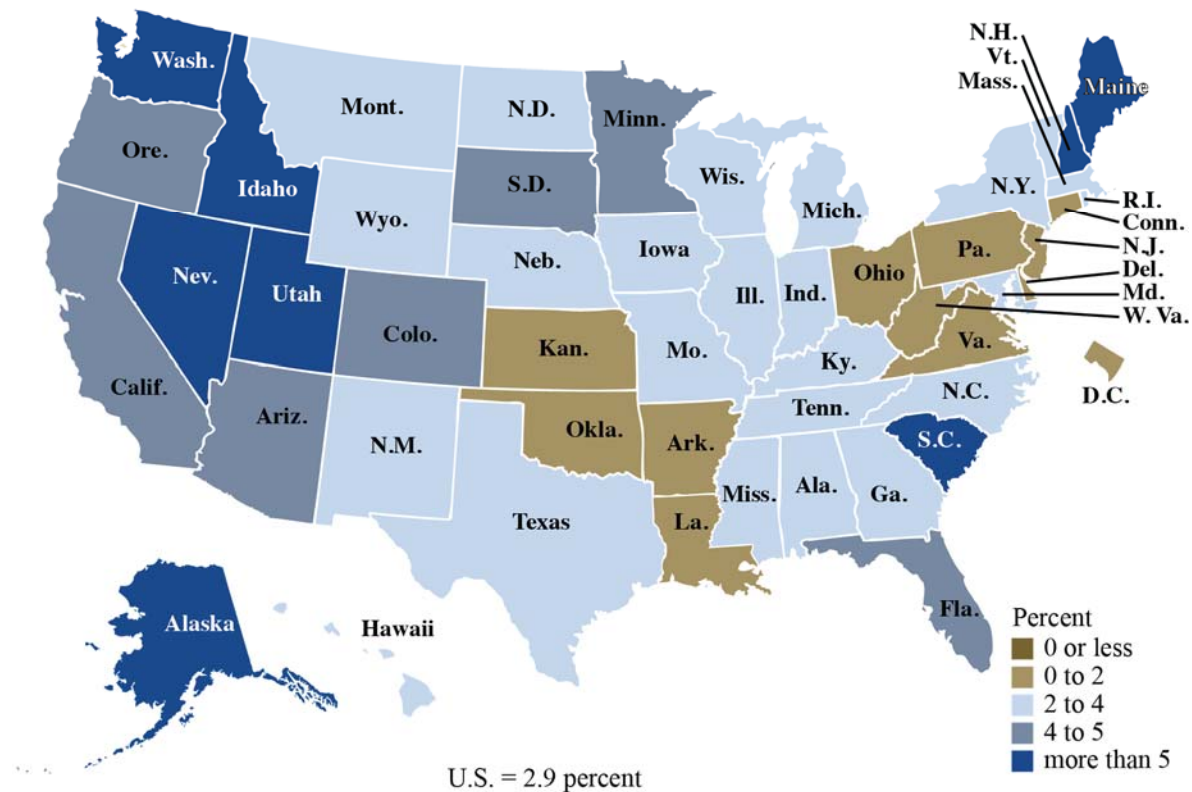 N.H.
Vt.
Mass.
Wash.
Maine
Mont.
N.D.
Minn.
Ore.
Idaho
S.D.
Wis.
N.Y.
Wyo.
Mich.
R.I.
Conn.
N.J.
Del.
Md.
W. Va.
Iowa
Neb.
Pa.
Ohio
Nev.
Utah
Ill.
Ind.
Colo.
Kan.
Mo.
Va.
Ky.
Calif.
D.C.
N.C.
Tenn.
Ariz.
Okla.
N.M.
Ark.
S.C.
Miss.
Ala.
Ga.
Texas
La.
Fla.
Alaska
Hawaii
Percent
0 or less
0 to 2
2 to 4
4 to 5
more than 5
U.S. = 2.9 percent